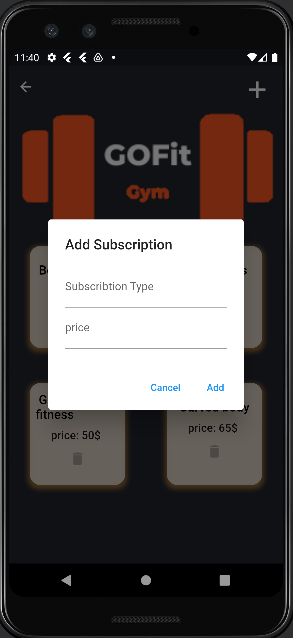 11:40
GOFit
Gym
Add Subscription
Subscribtion Type
price
Cancel
Add
fitness
price: 50$
price: 65$